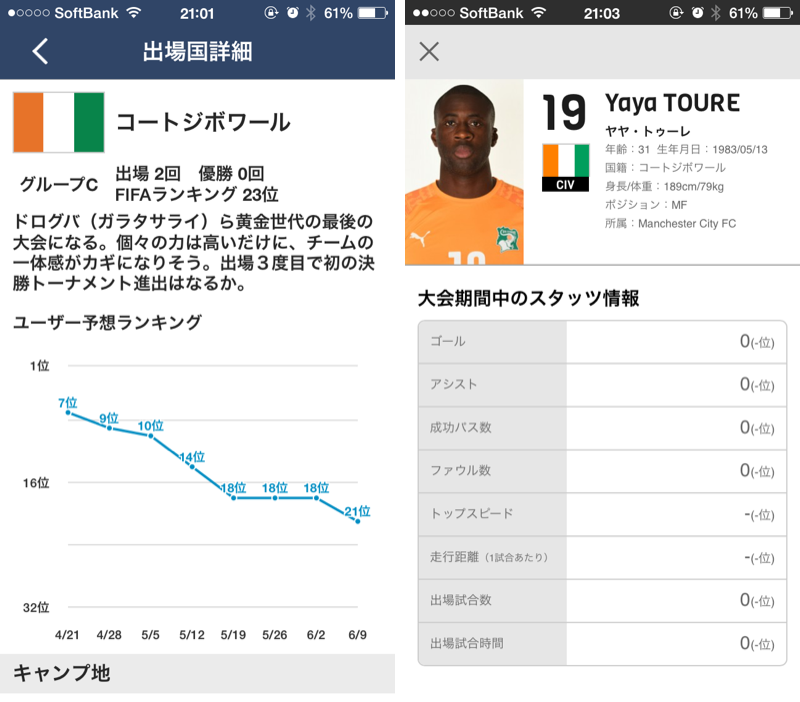 SoftBank 21:01 61%
出場国詳細
コートジボワール
グループC
出場 2回 優勝 0回
FIFAランキング 23位
ドログバ（ガラタサライ）ら黄金世代の最後の
大会になる。個々の力は高いだけに、チームの
一体感がカギになりそう。出場３度目で初の決
勝トーナメント進出はなるか。
ユーザー予想ランキング
1位
7位
9位
10位
14位
16位
18位
18位
18位
21位
32位
4/21 4/28 5/5 5/12 5/19 5/26 6/2 6/9
キャンプ地
SoftBank 21:03 61%
19
CIV
Yaya TOURE
ヤヤ・トゥーレ
年齢：31 生年月日：1983/05/13
国籍：コートジボワール
身長/体重：189cm/79kg
ポジション：MF
所属：Manchester City FC
大会期間中のスタッツ情報
ゴール 0(-位)
アシスト 0(-位)
成功パス数 0(-位)
ファウル数 0(-位)
トップスピード -(-位)
走行距離（1試合あたり） -(-位)
出場試合数 0(-位)
出場試合時間 0(-位)